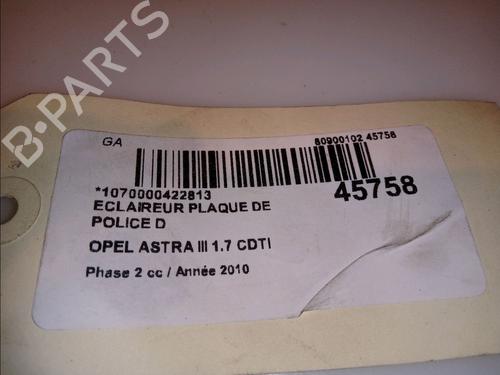 B-PARTS
GA
80900102 45758
*1070000422813
45758
ECLAIREUR PLAQUE DE
POLICE D
OPEL ASTRA III 1.7 CDTI
Phase 2 cc / Année 2010